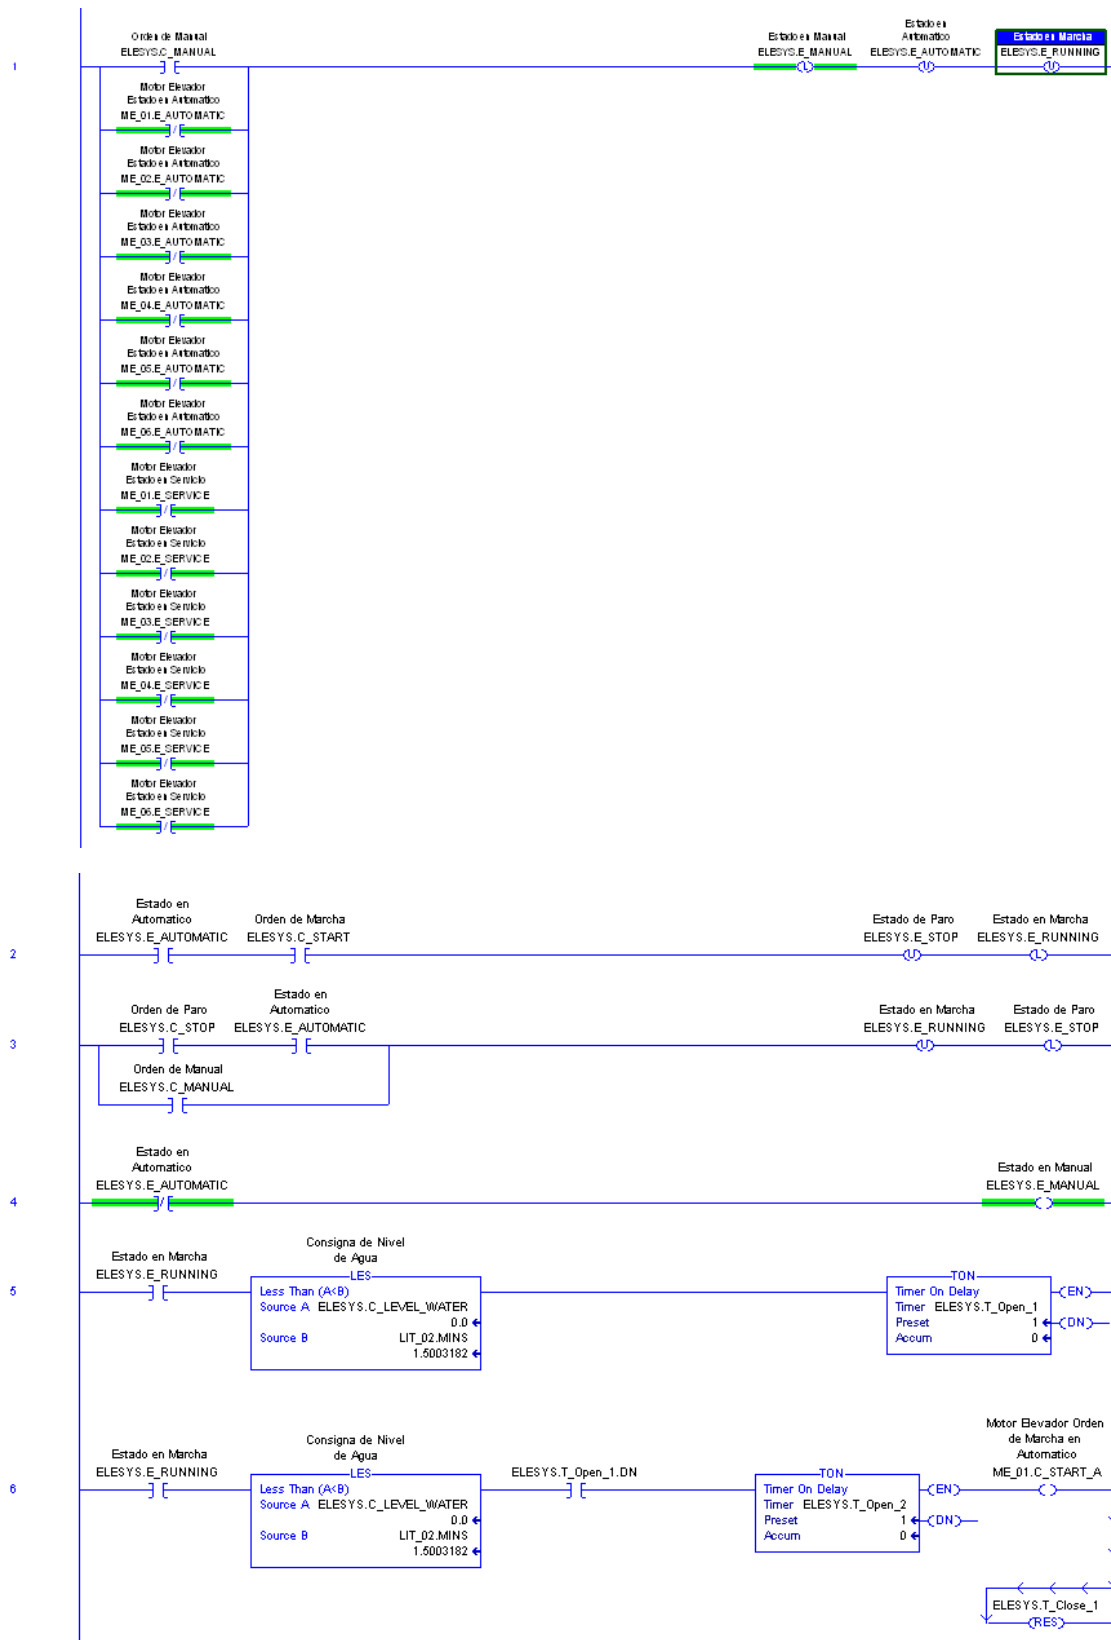 Orden de Manual
ELESYS.C_MANUAL
Estado en Manual
ELESYS.E_MANUAL
Estado en
Automatico
ELESYS.E_AUTOMATIC
Estado en Marcha
ELESYS.E_RUNNING
1
L
U
U
Motor Elevador
Estado en Automatico
ME_01.E_AUTOMATIC
Motor Elevador
Estado en Automatico
ME_02.E_AUTOMATIC
Motor Elevador
Estado en Automatico
ME_03.E_AUTOMATIC
Motor Elevador
Estado en Automatico
ME_04.E_AUTOMATIC
Motor Elevador
Estado en Automatico
ME_05.E_AUTOMATIC
Motor Elevador
Estado en Automatico
ME_06.E_AUTOMATIC
Motor Elevador
Estado en Servicio
ME_01.E_SERVICE
Motor Elevador
Estado en Servicio
ME_02.E_SERVICE
Motor Elevador
Estado en Servicio
ME_03.E_SERVICE
Motor Elevador
Estado en Servicio
ME_04.E_SERVICE
Motor Elevador
Estado en Servicio
ME_05.E_SERVICE
Motor Elevador
Estado en Servicio
ME_06.E_SERVICE
2
Estado en
Automatico
ELESYS.E_AUTOMATIC
Orden de Marcha
ELESYS.C_START
Estado de Paro
ELESYS.E_STOP
U
Estado en Marcha
ELESYS.E_RUNNING
L
3
Orden de Paro
ELESYS.C_STOP
Estado en
Automatico
ELESYS.E_AUTOMATIC
Estado en Marcha
ELESYS.E_RUNNING
U
Estado de Paro
ELESYS.E_STOP
L
Orden de Manual
ELESYS.C_MANUAL
4
Estado en
Automatico
ELESYS.E_AUTOMATIC
Estado en Manual
ELESYS.E_MANUAL
5
Estado en Marcha
ELESYS.E_RUNNING
Consigna de Nivel
de Agua
LES
Less Than (A<B)
Source A ELESYS.C_LEVEL_WATER
0.0
Source B LIT_02.MINS
1.5003182
TON
Timer On Delay
Timer ELESYS.T_Open_1
Preset 1
Accum 0
EN
DN
6
Estado en Marcha
ELESYS.E_RUNNING
Consigna de Nivel
de Agua
LES
Less Than (A<B)
Source A ELESYS.C_LEVEL_WATER
0.0
Source B LIT_02.MINS
1.5003182
ELESYS.T_Open_1.DN
TON
Timer On Delay
Timer ELESYS.T_Open_2
Preset 1
Accum 0
EN
DN
Motor Elevador Orden
de Marcha en
Automatico
ME_01.C_START_A
ELESYS.T_Close_1
RES